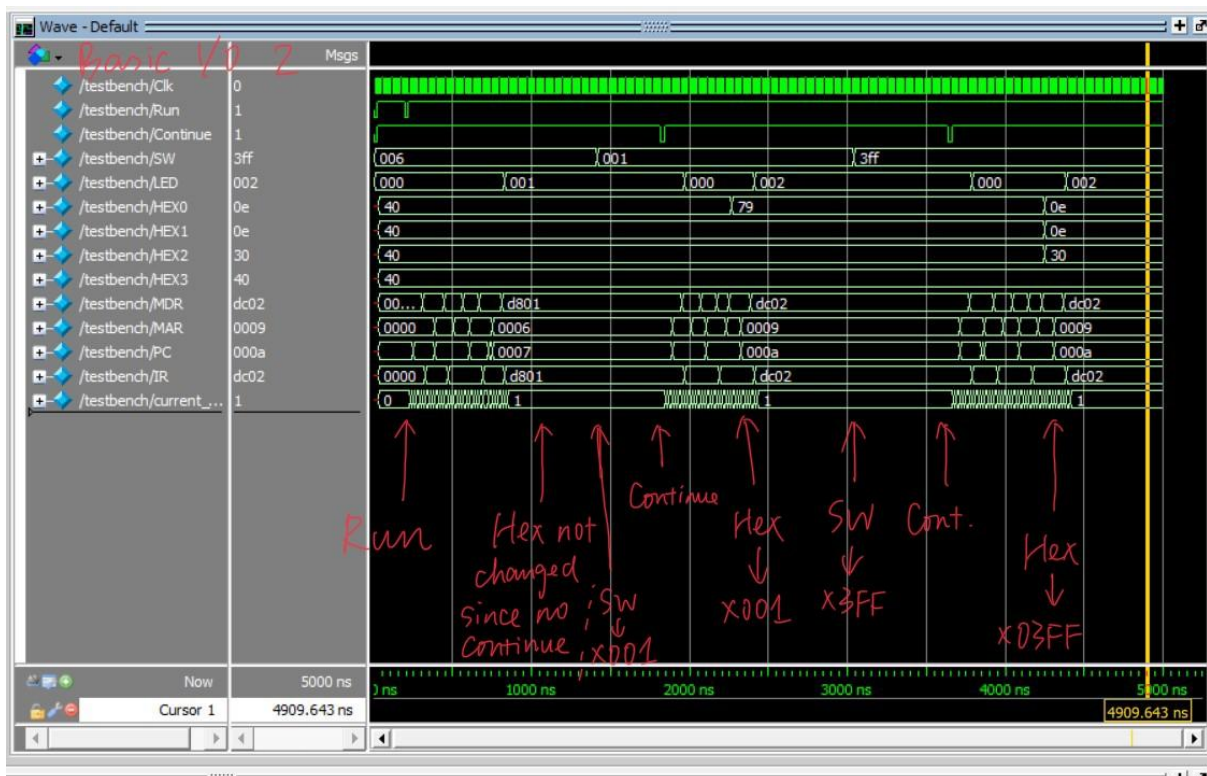 Wave - Default
Basic I/O 2
Msgs
/testbench/Clk 0
/testbench/Run 1
/testbench/Continue 1
/testbench/SW 3ff 006 001 3ff
/testbench/LED 002 000 001 000 002 000 002
/testbench/HEX0 0e 40 79 0e
/testbench/HEX1 0e 40 0e
/testbench/HEX2 30 40 30
/testbench/HEX3 40 40
/testbench/MDR dc02 00... d801 dc02 dc02
/testbench/MAR 0009 0000 0006 0009 0009
/testbench/PC 000a 0007 000a 000a
/testbench/IR dc02 0000 d801 dc02 dc02
/testbench/current_... 1 0 1 1 1
Run
Hex not
changed
since no
Continue
; SW
x001
Continue
Hex
x001
SW
x3FF
Cont.
Hex
x03FF
Now 5000 ns
ns 1000 ns 2000 ns 3000 ns 4000 ns 5000 ns
Cursor 1 4909.643 ns
4909.643 ns